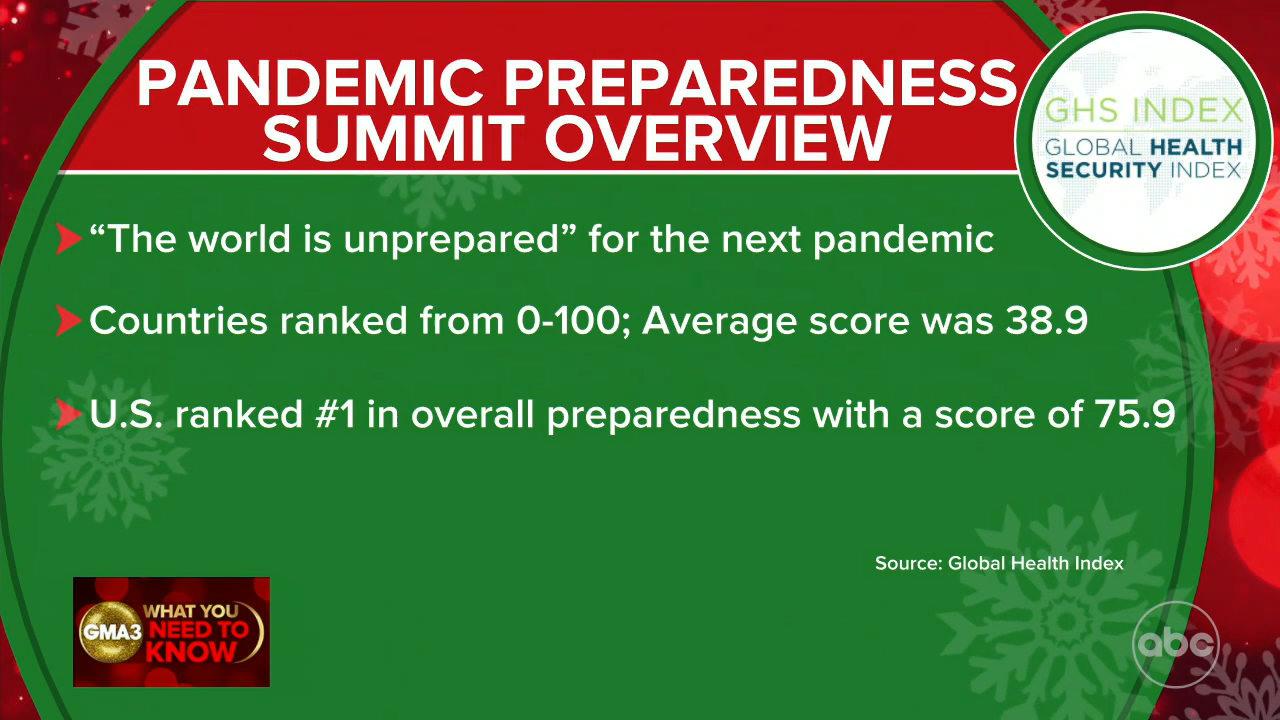 PANDEMIC PREPAREDNESS
SUMMIT OVERVIEW
GHS INDEX
GLOBAL HEALTH
SECURITY INDEX
“The world is unprepared” for the next pandemic
Countries ranked from 0-100; Average score was 38.9
U.S. ranked #1 in overall preparedness with a score of 75.9
Source: Global Health Index
GMA3
WHAT YOU
NEED TO
KNOW
abc